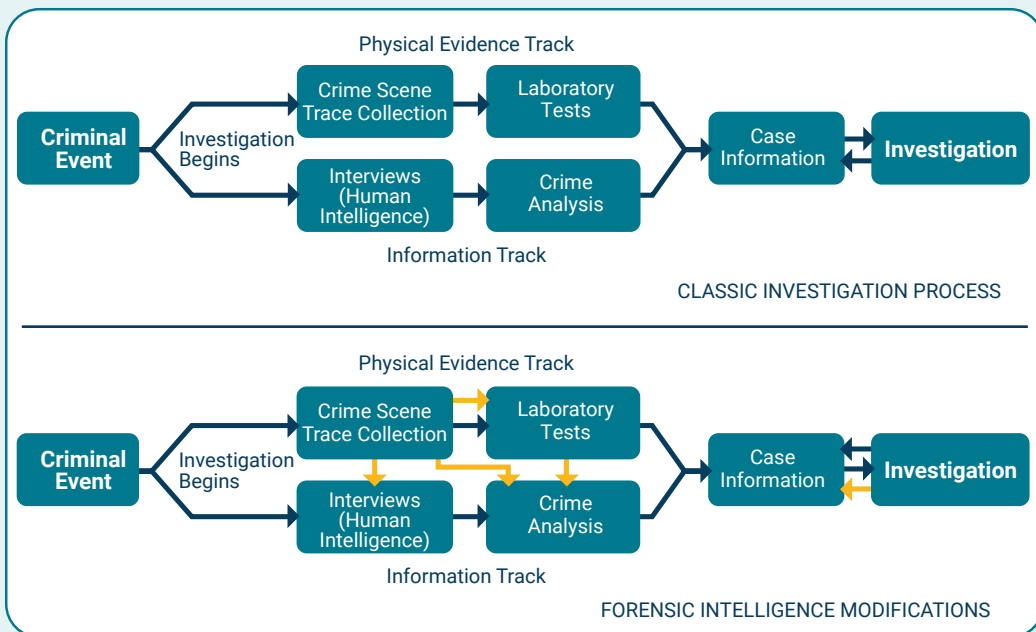 Physical Evidence Track
Criminal
Event
Investigation
Begins
Crime Scene
Trace Collection
Laboratory
Tests
Interviews
(Human
Intelligence)
Crime
Analysis
Case
Information
Investigation
Information Track
CLASSIC INVESTIGATION PROCESS
Physical Evidence Track
Criminal
Event
Investigation
Begins
Crime Scene
Trace Collection
Laboratory
Tests
Interviews
(Human
Intelligence)
Crime
Analysis
Case
Information
Investigation
Information Track
FORENSIC INTELLIGENCE MODIFICATIONS